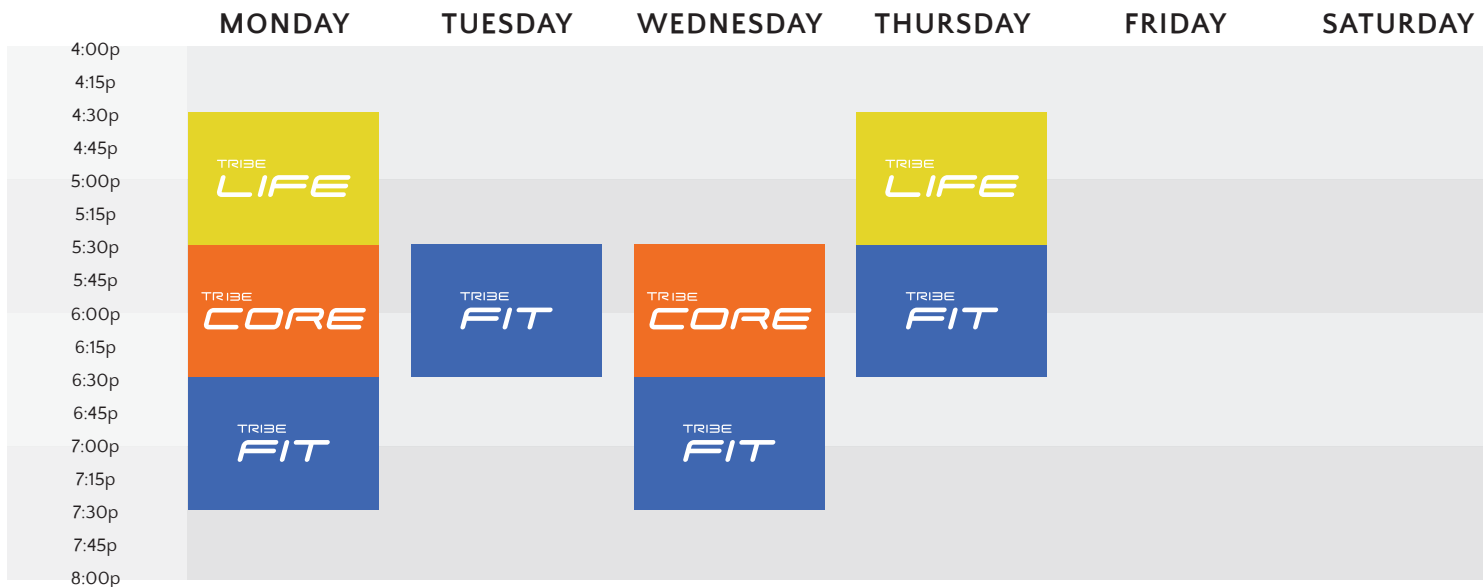 MONDAY TUESDAY WEDNESDAY THURSDAY FRIDAY SATURDAY
4:00p
4:15p
4:30p
4:45p
TRIBE TRIBE
5:00p
LIFE LIFE
5:15p
5:30p
5:45p
TRIBE TRIBE TRIBE TRIBE
6:00p
CORE FIT CORE FIT
6:15p
6:30p
6:45p
TRIBE TRIBE
7:00p
FIT FIT
7:15p
7:30p
7:45p
8:00p